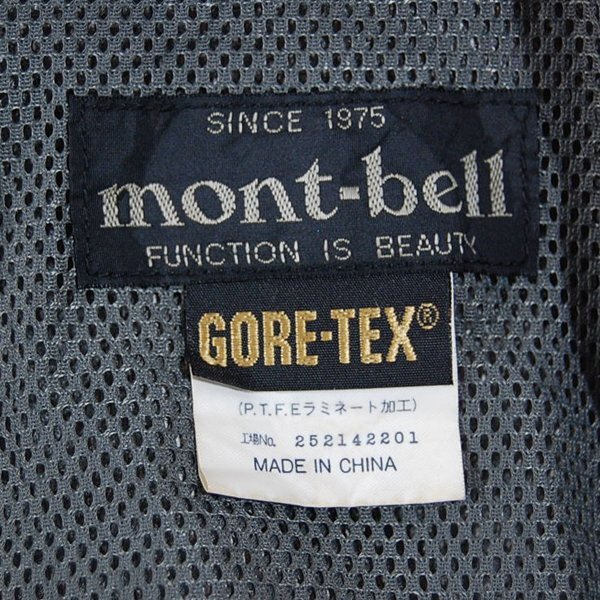 SINCE 1975
mont-bell
FUNCTION IS BEAUTY
GORE-TEX®
(P.T.F.Eラミネート加工)
工場No. 252142201
MADE IN CHINA